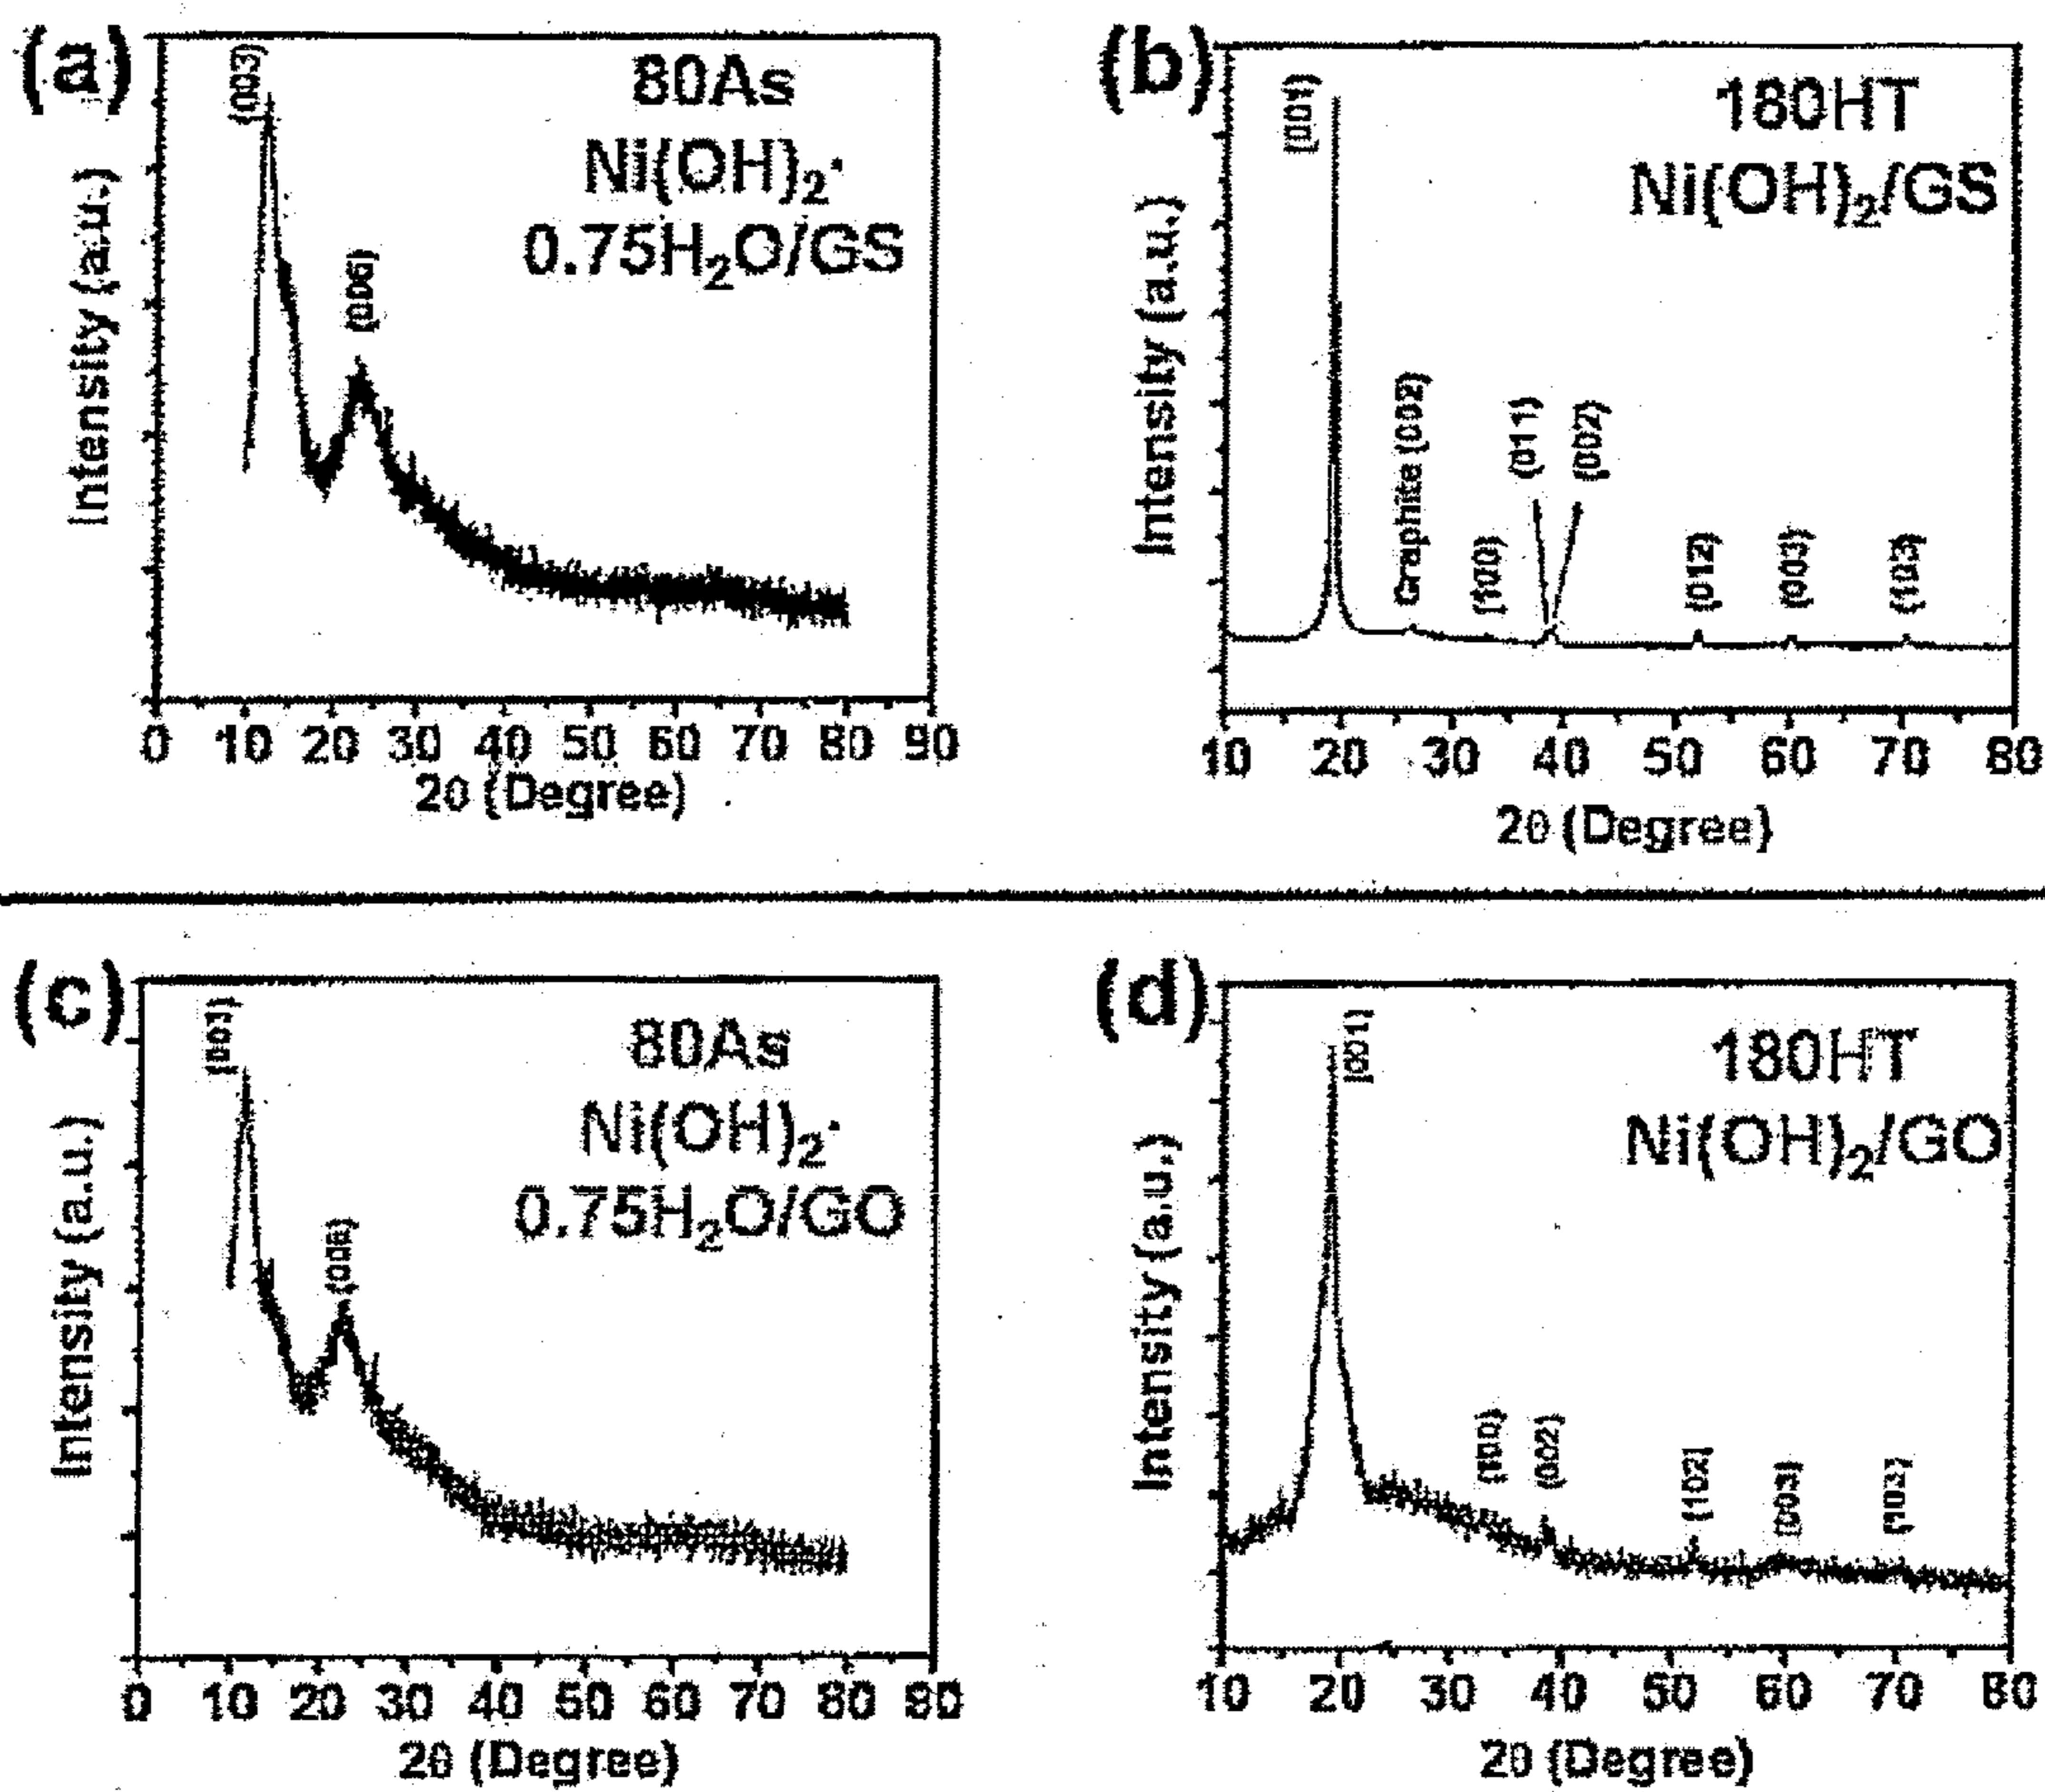 (a)
(003)
80As
Ni(OH)₂·
0.75H₂O/GS
(006)
Intensity (a.u.)
0 10 20 30 40 50 60 70 80 90
2θ (Degree)
(b)
(001)
180HT
Ni(OH)₂/GS
Graphite (002)
(100)
(011)
(002)
(012)
(003)
(103)
Intensity (a.u.)
10 20 30 40 50 60 70 80
2θ (Degree)
(c)
(003)
80As
Ni(OH)₂·
0.75H₂O/GO
(006)
Intensity (a.u.)
0 10 20 30 40 50 60 70 80 90
2θ (Degree)
(d)
(001)
180HT
Ni(OH)₂/GO
(100)
(002)
(102)
(003)
(103)
Intensity (a.u.)
10 20 30 40 50 60 70 80
2θ (Degree)